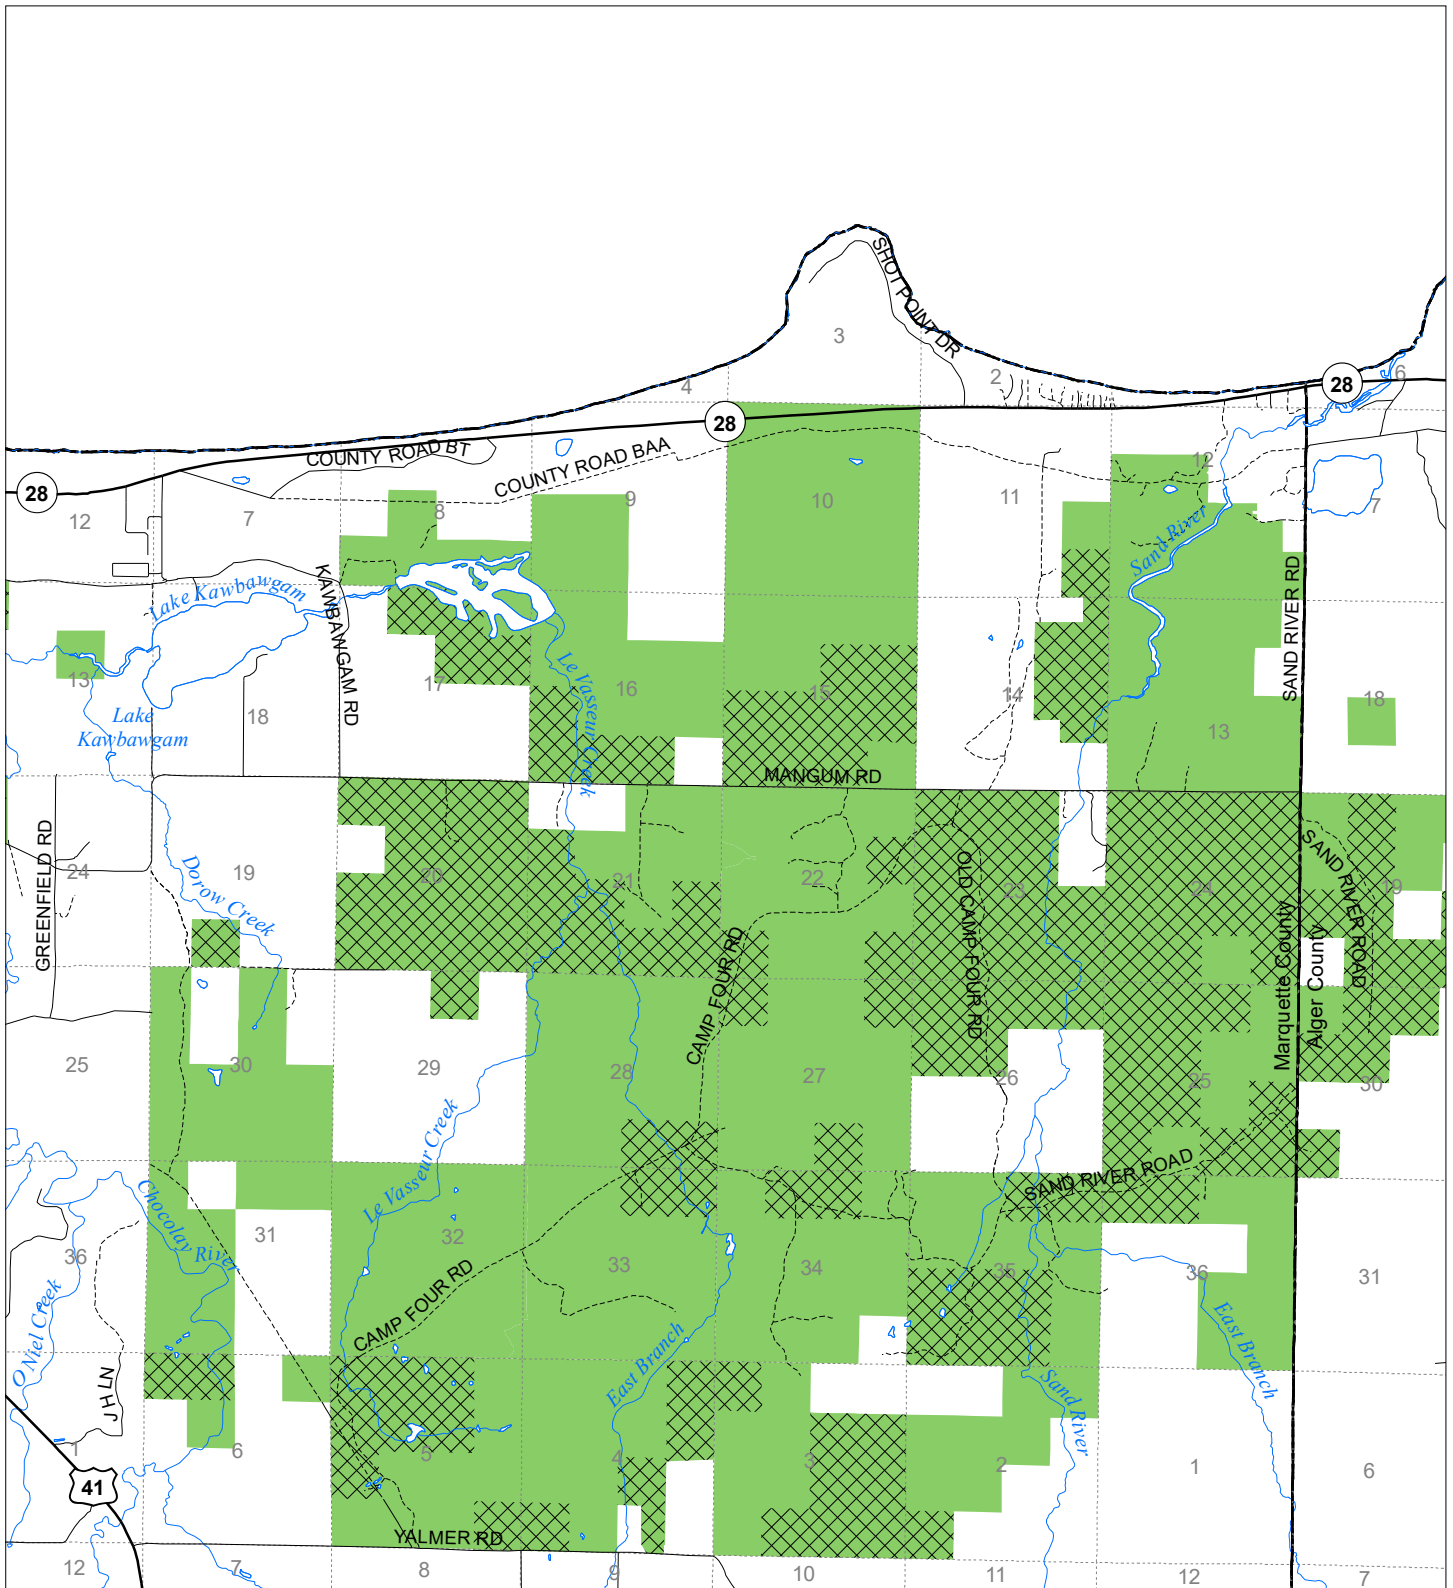 SHOT POINT DR
3
4
2
6
28
28
28
COUNTY ROAD BT
COUNTY ROAD BAA
12
7
8
9
10
11
12
7
Sand River
Lake Kawbawgam
KAWBAWGAM RD
SAND RIVER RD
13
Lake
Kawbawgam
18
17
16
Le Vasseur Creek
15
14
13
18
MANGUM RD
GREENFIELD RD
24
19
Dorow Creek
20
21
22
OLD CAMP FOUR RD
23
24
SAND RIVER ROAD
19
CAMP FOUR RD
Marquette County
Alger County
25
30
29
28
27
26
25
30
Le Vasseur Creek
SAND RIVER ROAD
Chocolay River
36
31
32
33
34
35
36
31
O Niel Creek
CAMP FOUR RD
East Branch
East Branch
Sand River
J H LN
1
6
5
4
3
2
1
6
41
YALMER RD
12
7
8
9
10
11
12
7